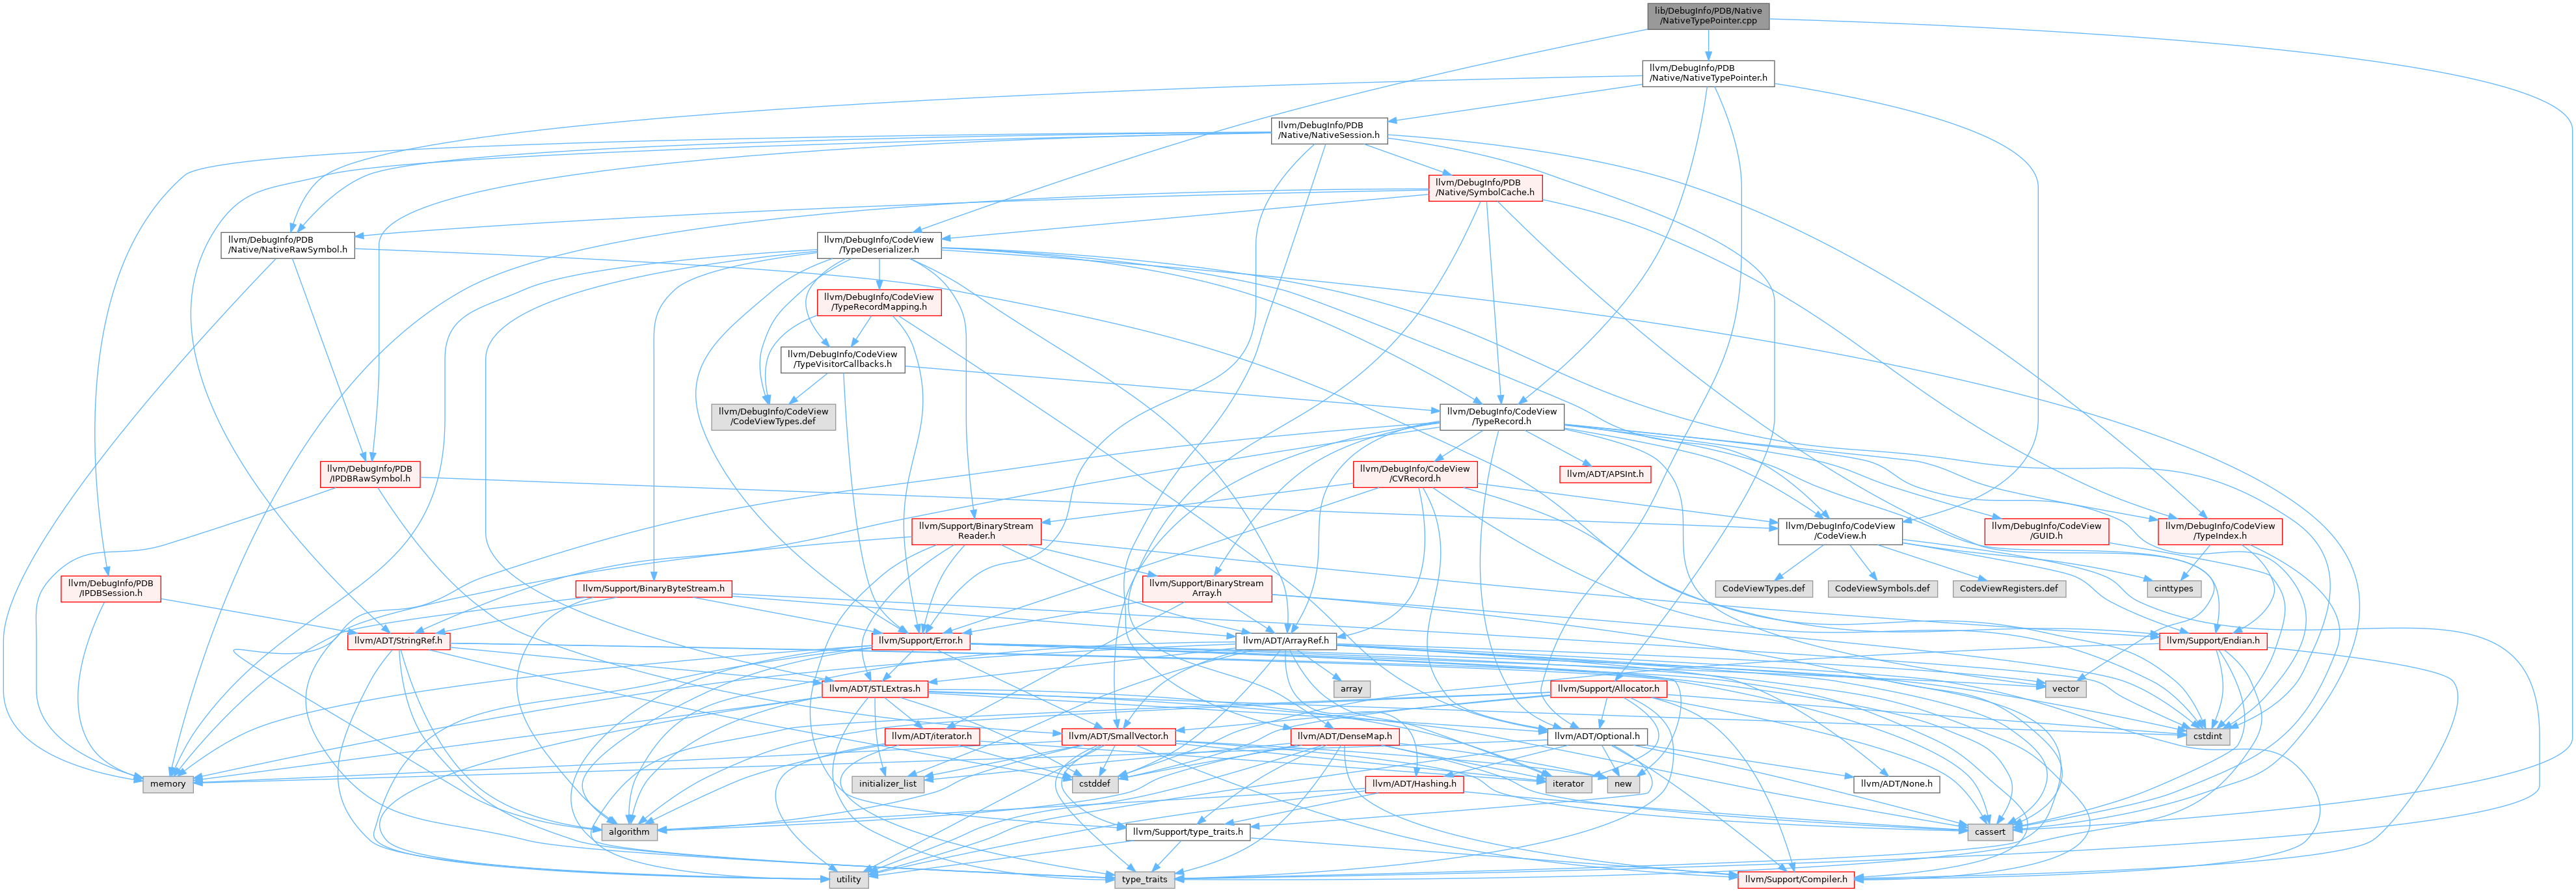 lib/DebugInfo/PDB/Native
/NativeTypePointer.cpp
llvm/DebugInfo/PDB
/Native/NativeTypePointer.h
llvm/DebugInfo/PDB
/Native/NativeSession.h
llvm/DebugInfo/PDB
/Native/SymbolCache.h
llvm/DebugInfo/PDB
/Native/NativeRawSymbol.h
llvm/DebugInfo/CodeView
/TypeDeserializer.h
llvm/DebugInfo/CodeView
/TypeRecordMapping.h
llvm/DebugInfo/CodeView
/TypeVisitorCallbacks.h
llvm/DebugInfo/CodeView
/CodeViewTypes.def
llvm/DebugInfo/CodeView
/TypeRecord.h
llvm/DebugInfo/PDB
/IPDBRawSymbol.h
llvm/DebugInfo/CodeView
/CVRecord.h
llvm/ADT/APSInt.h
llvm/Support/BinaryStream
Reader.h
llvm/DebugInfo/CodeView
/CodeView.h
llvm/DebugInfo/CodeView
/GUID.h
llvm/DebugInfo/CodeView
/TypeIndex.h
llvm/DebugInfo/PDB
/IPDBSession.h
llvm/Support/BinaryByteStream.h
llvm/Support/BinaryStream
Array.h
CodeViewTypes.def
CodeViewSymbols.def
CodeViewRegisters.def
cinttypes
llvm/ADT/StringRef.h
llvm/Support/Error.h
llvm/ADT/ArrayRef.h
llvm/Support/Endian.h
llvm/ADT/STLExtras.h
array
llvm/Support/Allocator.h
vector
llvm/ADT/iterator.h
llvm/ADT/SmallVector.h
llvm/ADT/DenseMap.h
llvm/ADT/Optional.h
cstdint
memory
initializer_list
cstddef
llvm/ADT/Hashing.h
iterator
new
llvm/ADT/None.h
algorithm
llvm/Support/type_traits.h
cassert
utility
type_traits
llvm/Support/Compiler.h